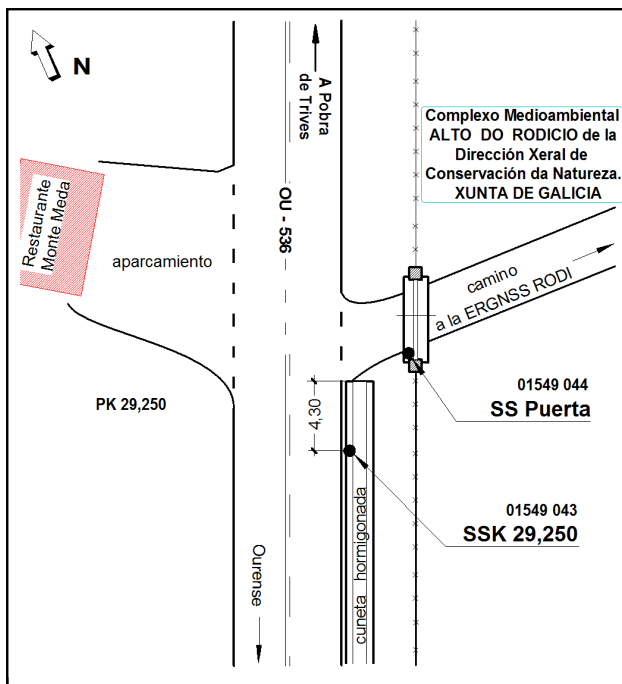 N
A Pobra
de Trives
Complexo Medioambiental
ALTO DO RODICIO de la
Dirección Xeral de
Conservación da Natureza.
XUNTA DE GALICIA
Restaurante
Monte Meda
aparcamiento
OU - 536
camino
a la ERGNSS RODI
PK 29,250
4,30
01549 044
SS Puerta
01549 043
SSK 29,250
cuneta hormigonada
Ourense